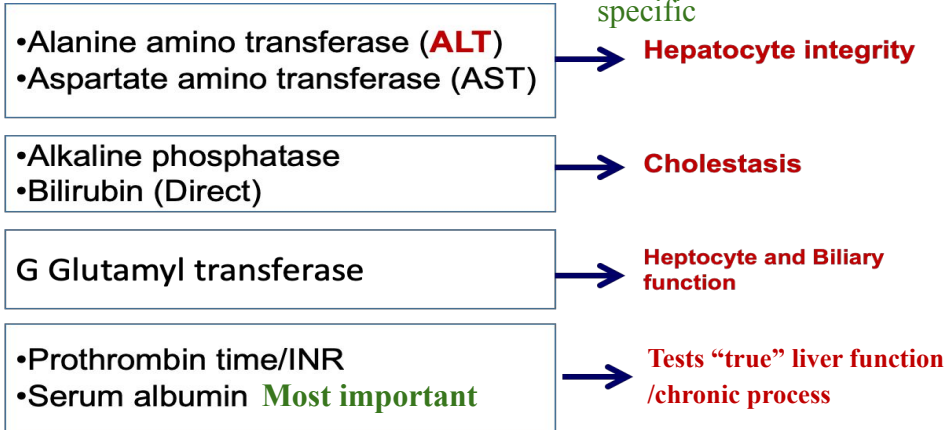 specific
•Alanine amino transferase (ALT)
•Aspartate amino transferase (AST)
Hepatocyte integrity
•Alkaline phosphatase
•Bilirubin (Direct)
Cholestasis
G Glutamyl transferase
Heptocyte and Biliary
function
•Prothrombin time/INR
•Serum albumin Most important
Tests “true” liver function
/chronic process